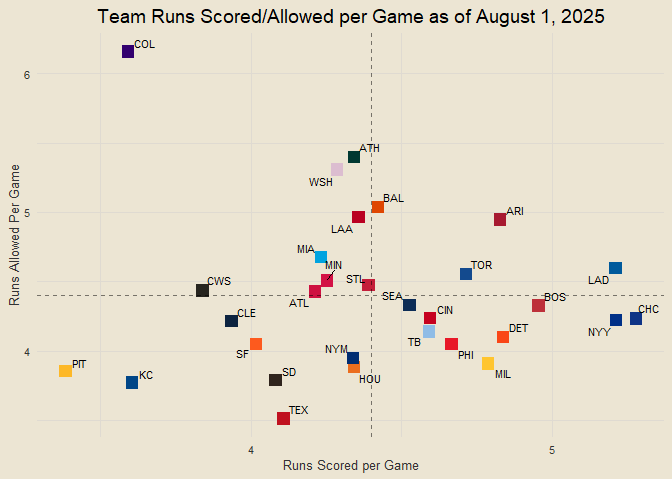 Team Runs Scored/Allowed per Game as of August 1, 2025
COL
6
ATH
WSH
BAL
5
ARI
LAA
MIA
MIN
TOR
STL
LAD
CWS
SEA
BOS
ATL
CLE
CIN
CHC
NYY
TB
DET
SF
NYM
PHI
4
PIT
KC
SD
HOU
MIL
TEX
4
5
Runs Scored per Game
Runs Allowed Per Game